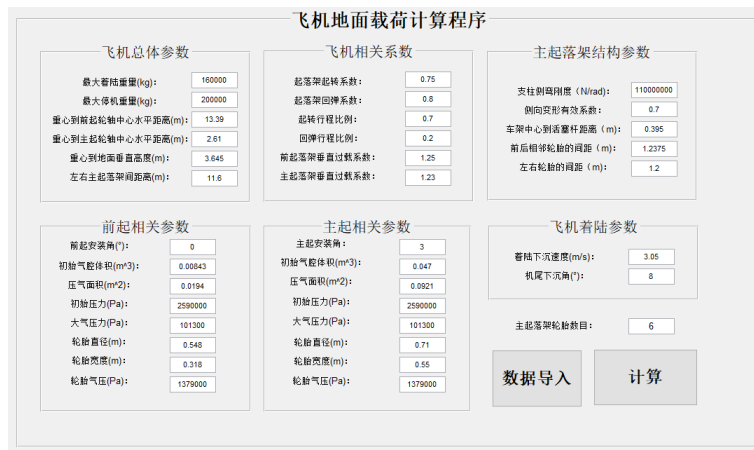 飞机地面载荷计算程序
飞机总体参数
最大着陆重量(kg)： 160000
最大停机重量(kg)： 200000
重心到前起轮轴中心水平距离(m)： 13.39
重心到主起轮轴中心水平距离(m)： 2.61
重心到地面垂直高度(m)： 3.645
左右主起落架间距离(m)： 11.6
飞机相关系数
起落架起转系数： 0.75
起落架回弹系数： 0.8
起转行程比例： 0.7
回弹行程比例： 0.2
前起落架垂直过载系数： 1.25
主起落架垂直过载系数： 1.23
主起落架结构参数
支柱侧弯刚度（N/rad)： 110000000
侧向变形有效系数： 0.7
车架中心到活塞杆距离（m)： 0.395
前后相邻轮胎的间距（m)： 1.2375
左右轮胎的间距（m)： 1.2
前起相关参数
前起安装角(°)： 0
初始气腔体积(m^3)： 0.00843
压气面积(m^2)： 0.0194
初始压力(Pa)： 2590000
大气压力(Pa)： 101300
轮胎直径(m)： 0.548
轮胎宽度(m)： 0.318
轮胎气压(Pa)： 1379000
主起相关参数
主起安装角： 3
初始气腔体积(m^3)： 0.047
压气面积(m^2)： 0.0921
初始压力(Pa)： 2590000
大气压力(Pa)： 101300
轮胎直径(m)： 0.71
轮胎宽度(m)： 0.55
轮胎气压(Pa)： 1379000
飞机着陆参数
着陆下沉速度(m/s)： 3.05
机尾下沉角(°)： 8
主起落架轮胎数目： 6
数据导入
计算